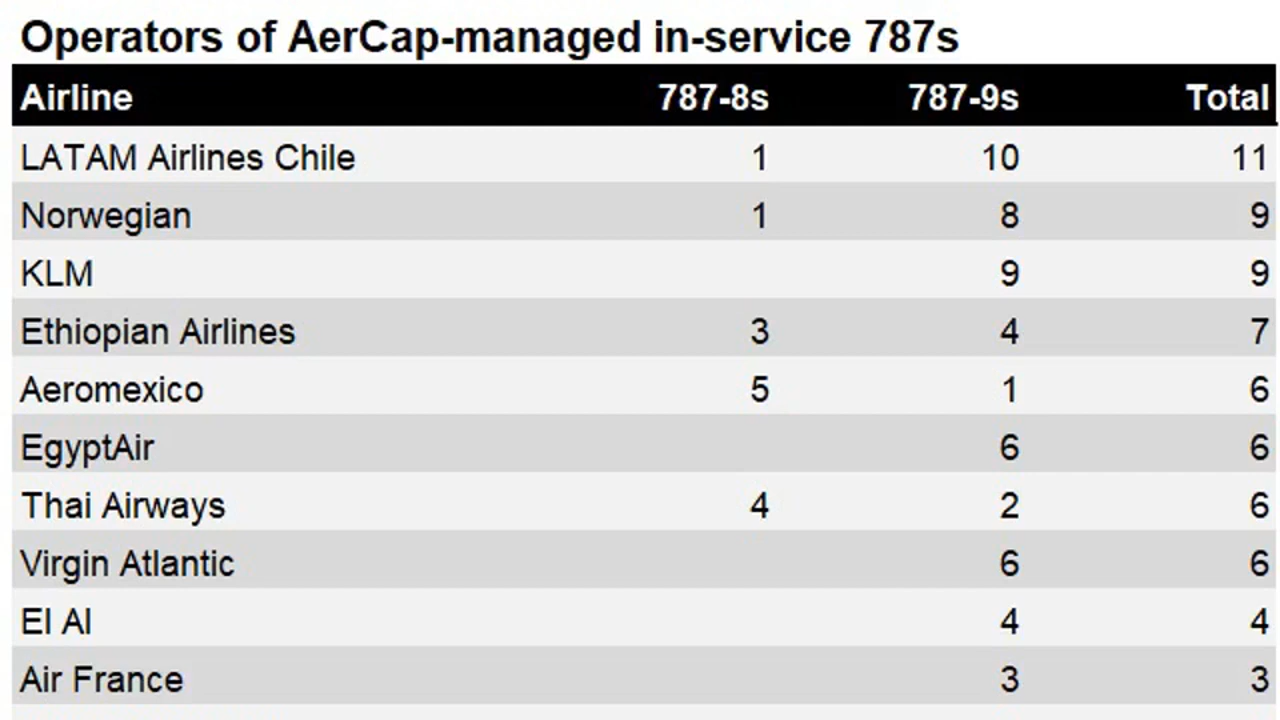 Operators of AerCap-managed in-service 787s
Airline 787-8s 787-9s Total
LATAM Airlines Chile 1 10 11
Norwegian 1 8 9
KLM 9 9
Ethiopian Airlines 3 4 7
Aeromexico 5 1 6
EgyptAir 6 6
Thai Airways 4 2 6
Virgin Atlantic 6 6
El Al 4 4
Air France 3 3